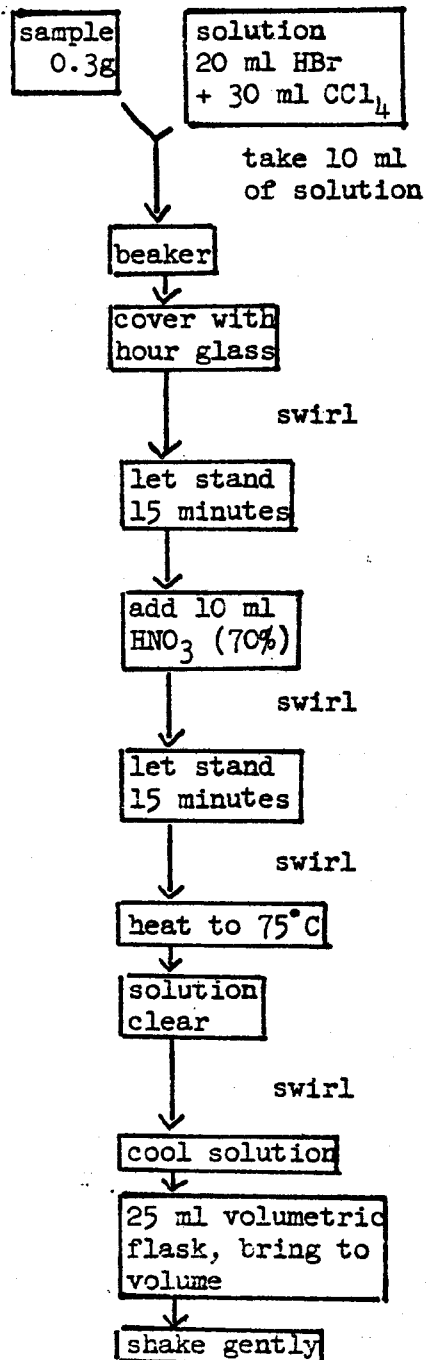 sample
0.3g
solution
20 ml HBr
+ 30 ml CCl₄
take 10 ml
of solution
beaker
cover with
hour glass
swirl
let stand
15 minutes
add 10 ml
HNO₃ (70%)
swirl
let stand
15 minutes
swirl
heat to 75°C
solution
clear
swirl
cool solution
25 ml volumetric
flask, bring to
volume
shake gently